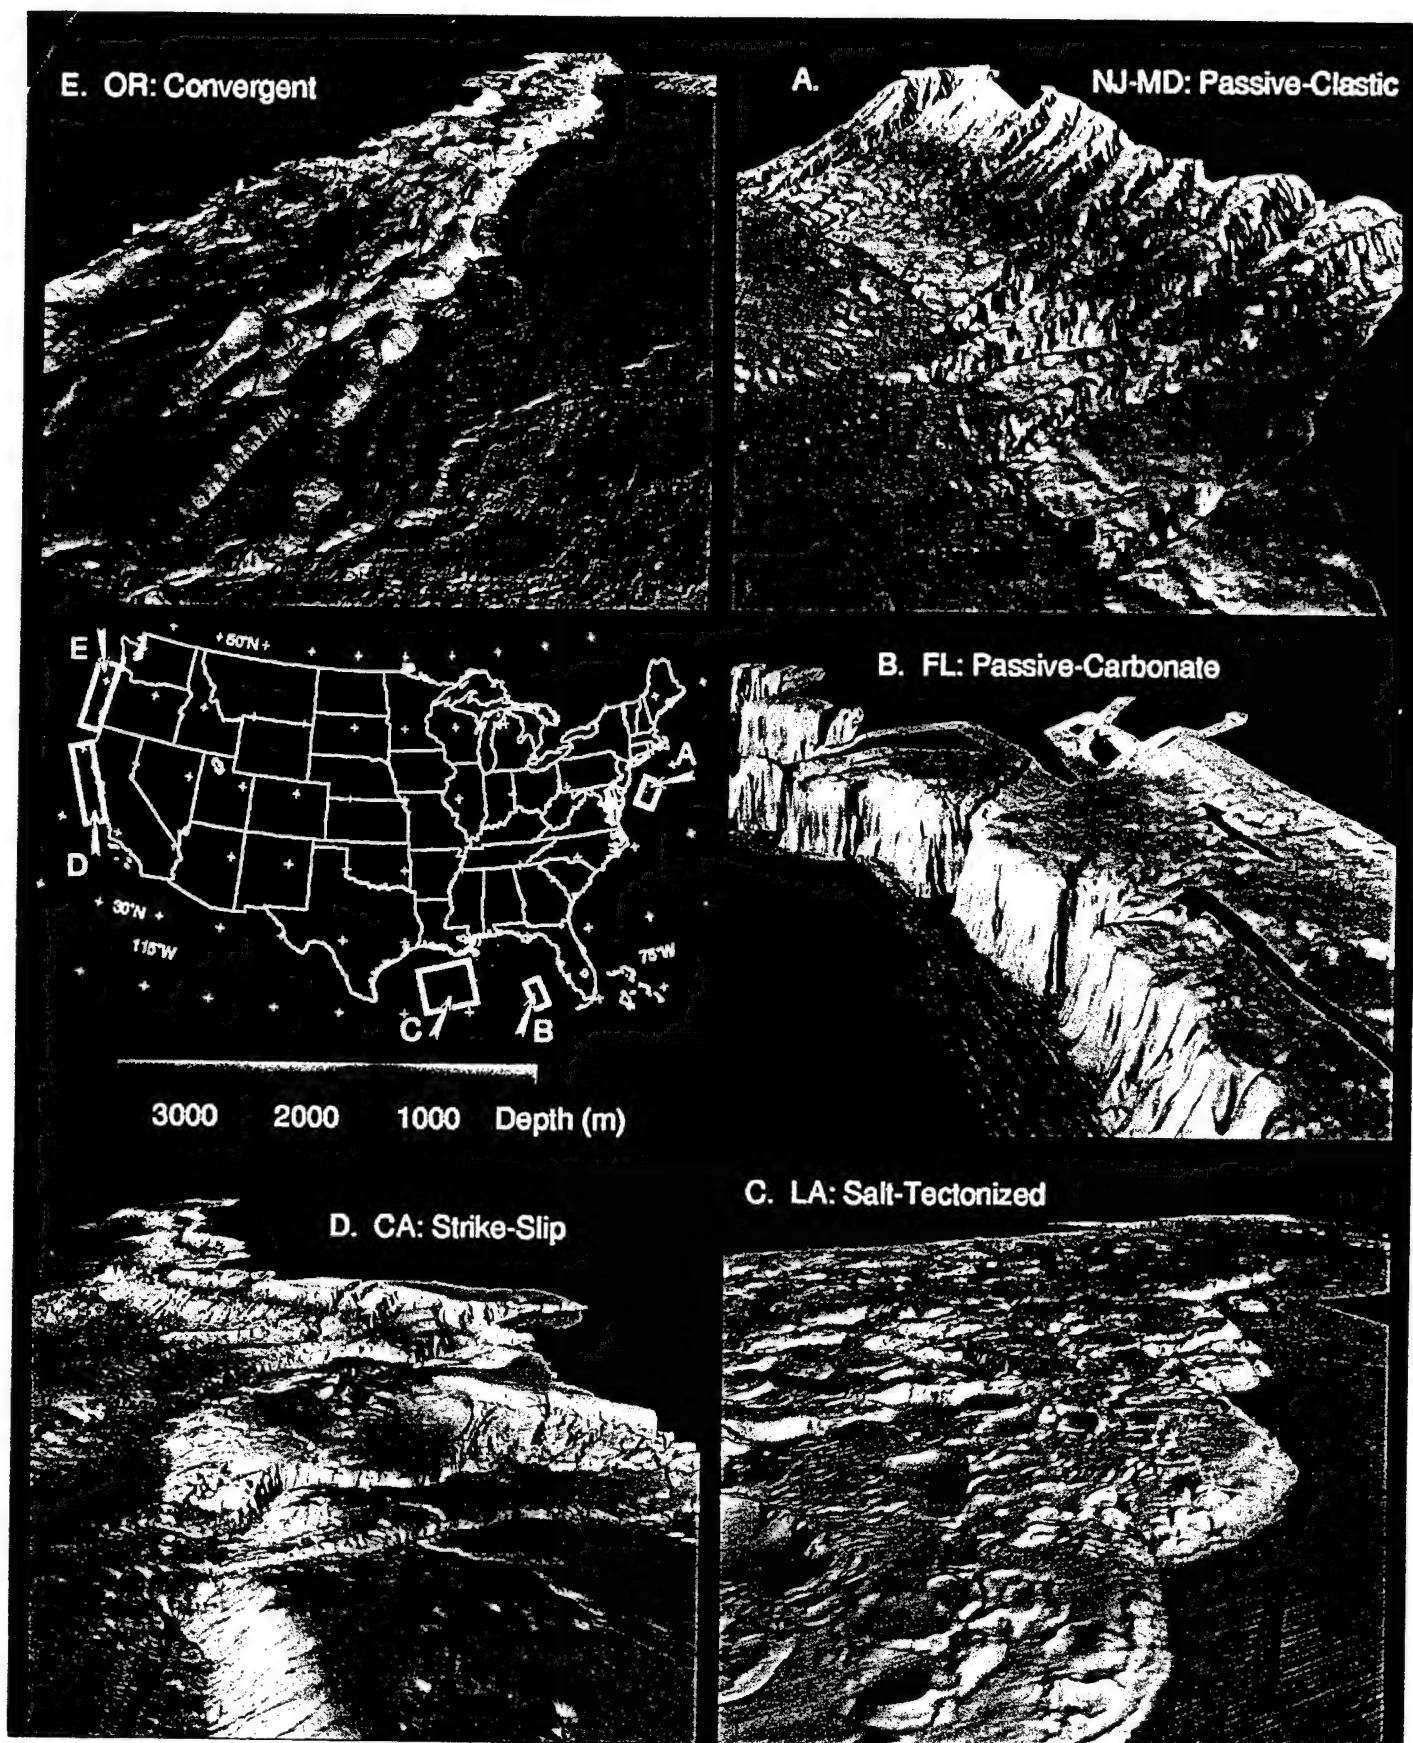 E. OR: Convergent
A. NJ-MD: Passive-Clastic
E
50°N
A
D
30°N
115°W
75°W
C
B
3000 2000 1000 Depth (m)
B. FL: Passive-Carbonate
D. CA: Strike-Slip
C. LA: Salt-Tectonized